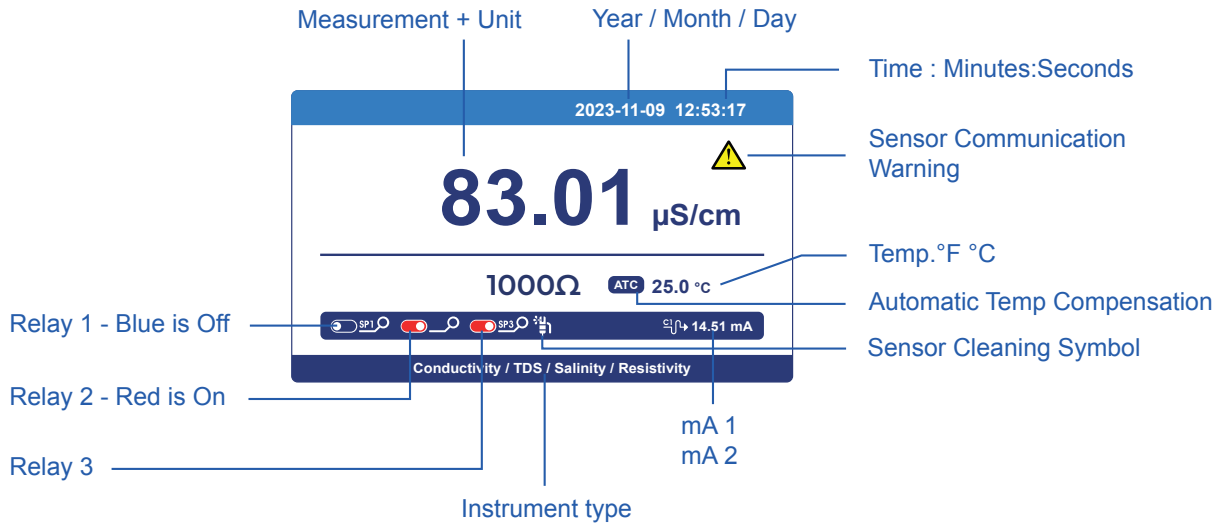 Measurement + Unit
Year / Month / Day
Time : Minutes:Seconds
2023-11-09 12:53:17
Sensor Communication
Warning
83.01 µS/cm
Temp.°F °C
1000Ω ATC 25.0 °C
Automatic Temp Compensation
Relay 1 - Blue is Off
SP1 SP3 14.51 mA
Sensor Cleaning Symbol
Conductivity / TDS / Salinity / Resistivity
Relay 2 - Red is On
mA 1
mA 2
Relay 3
Instrument type